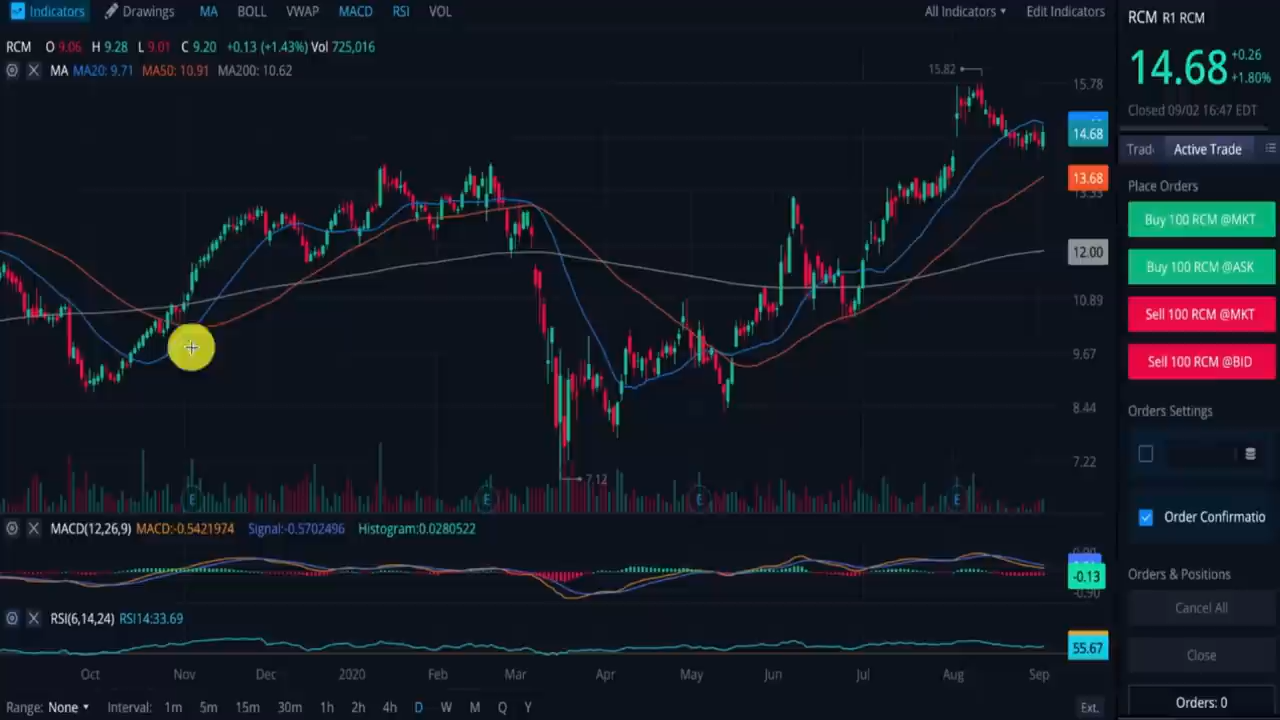 Indicators Drawings MA BOLL VWAP MACD RSI VOL All Indicators Edit Indicators
RCM O 9.06 H 9.28 L 9.01 C 9.20 +0.13 (+1.43%) Vol 725,016
MA MA20: 9.71 MA50: 10.91 MA200: 10.62
15.82
15.78
14.68
13.68
12.00
10.89
9.67
8.44
7.22
7.12
E E E E
MACD(12,26,9) MACD:-0.5421974 Signal:-0.5702496 Histogram:0.0280522
-0.13
-0.90
RSI(6,14,24) RSI14:33.69
55.67
Oct Nov Dec 2020 Feb Mar Apr May Jun Jul Aug Sep
Range: None Interval: 1m 5m 15m 30m 1h 2h 4h D W M Q Y Ext.
RCM R1 RCM
14.68 +0.26
+1.80%
Closed 09/02 16:47 EDT
Trad Active Trade
Place Orders
Buy 100 RCM @MKT
Buy 100 RCM @ASK
Sell 100 RCM @MKT
Sell 100 RCM @BID
Orders Settings
Order Confirmatio
Orders & Positions
Cancel All
Close
Orders: 0